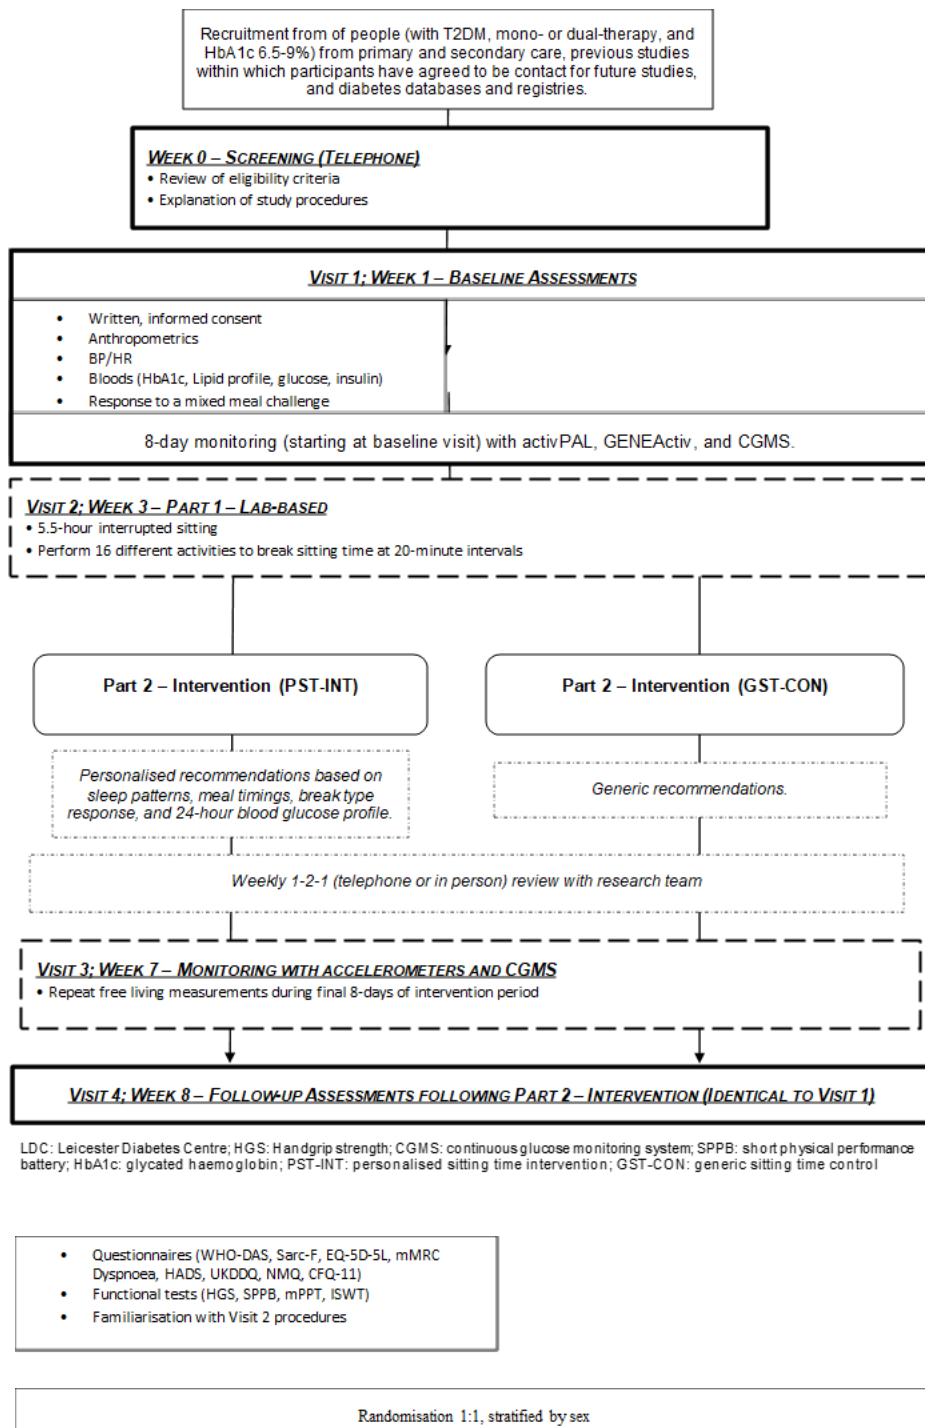 Recruitment from of people (with T2DM, mono- or dual-therapy, and
HbA1c 6.5-9%) from primary and secondary care, previous studies
within which participants have agreed to be contact for future studies,
and diabetes databases and registries.
WEEK 0 – SCREENING (TELEPHONE)
• Review of eligibility criteria
• Explanation of study procedures
VISIT 1; WEEK 1 – BASELINE ASSESSMENTS
• Written, informed consent
• Anthropometrics
• BP/HR
• Bloods (HbA1c, Lipid profile, glucose, insulin)
• Response to a mixed meal challenge
8-day monitoring (starting at baseline visit) with activPAL, GENEActiv, and CGMS.
VISIT 2; WEEK 3 – PART 1 – LAB-BASED
• 5.5-hour interrupted sitting
• Perform 16 different activities to break sitting time at 20-minute intervals
Part 2 – Intervention (PST-INT)
Part 2 – Intervention (GST-CON)
Personalised recommendations based on
sleep patterns, meal timings, break type
response, and 24-hour blood glucose profile.
Generic recommendations.
Weekly 1-2-1 (telephone or in person) review with research team
VISIT 3; WEEK 7 – MONITORING WITH ACCELEROMETERS AND CGMS
• Repeat free living measurements during final 8-days of intervention period
VISIT 4; WEEK 8 – FOLLOW-UP ASSESSMENTS FOLLOWING PART 2 – INTERVENTION (IDENTICAL TO VISIT 1)
LDC: Leicester Diabetes Centre; HGS: Handgrip strength; CGMS: continuous glucose monitoring system; SPPB: short physical performance
battery; HbA1c: glycated haemoglobin; PST-INT: personalised sitting time intervention; GST-CON: generic sitting time control
• Questionnaires (WHO-DAS, Sarc-F, EQ-5D-5L, mMRC
Dyspnoea, HADS, UKDDQ, NMQ, CFQ-11)
• Functional tests (HGS, SPPB, mPPT, ISWT)
• Familiarisation with Visit 2 procedures
Randomisation 1:1, stratified by sex